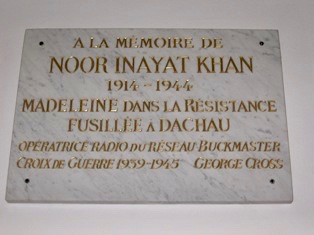 A LA MÉMOIRE DE
NOOR INAYAT KHAN
1914-1944
MADELEINE DANS LA RÉSISTANCE
FUSILLÉE A DACHAU
OPÉRATRICE RADIO DU RÉSEAU BUCKMASTER
CROIX DE GUERRE 1939-1945 GEORGE CROSS